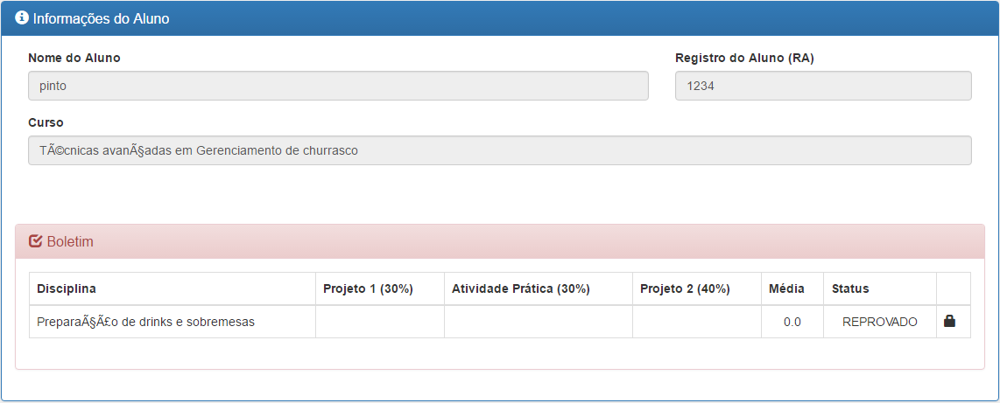 Informações do Aluno
Nome do Aluno Registro do Aluno (RA)
pinto 1234
Curso
TÃ©cnicas avanÃ§adas em Gerenciamento de churrasco
Boletim
Disciplina Projeto 1 (30%) Atividade Prática (30%) Projeto 2 (40%) Média Status
PreparaÃ§Ã£o de drinks e sobremesas 0.0 REPROVADO